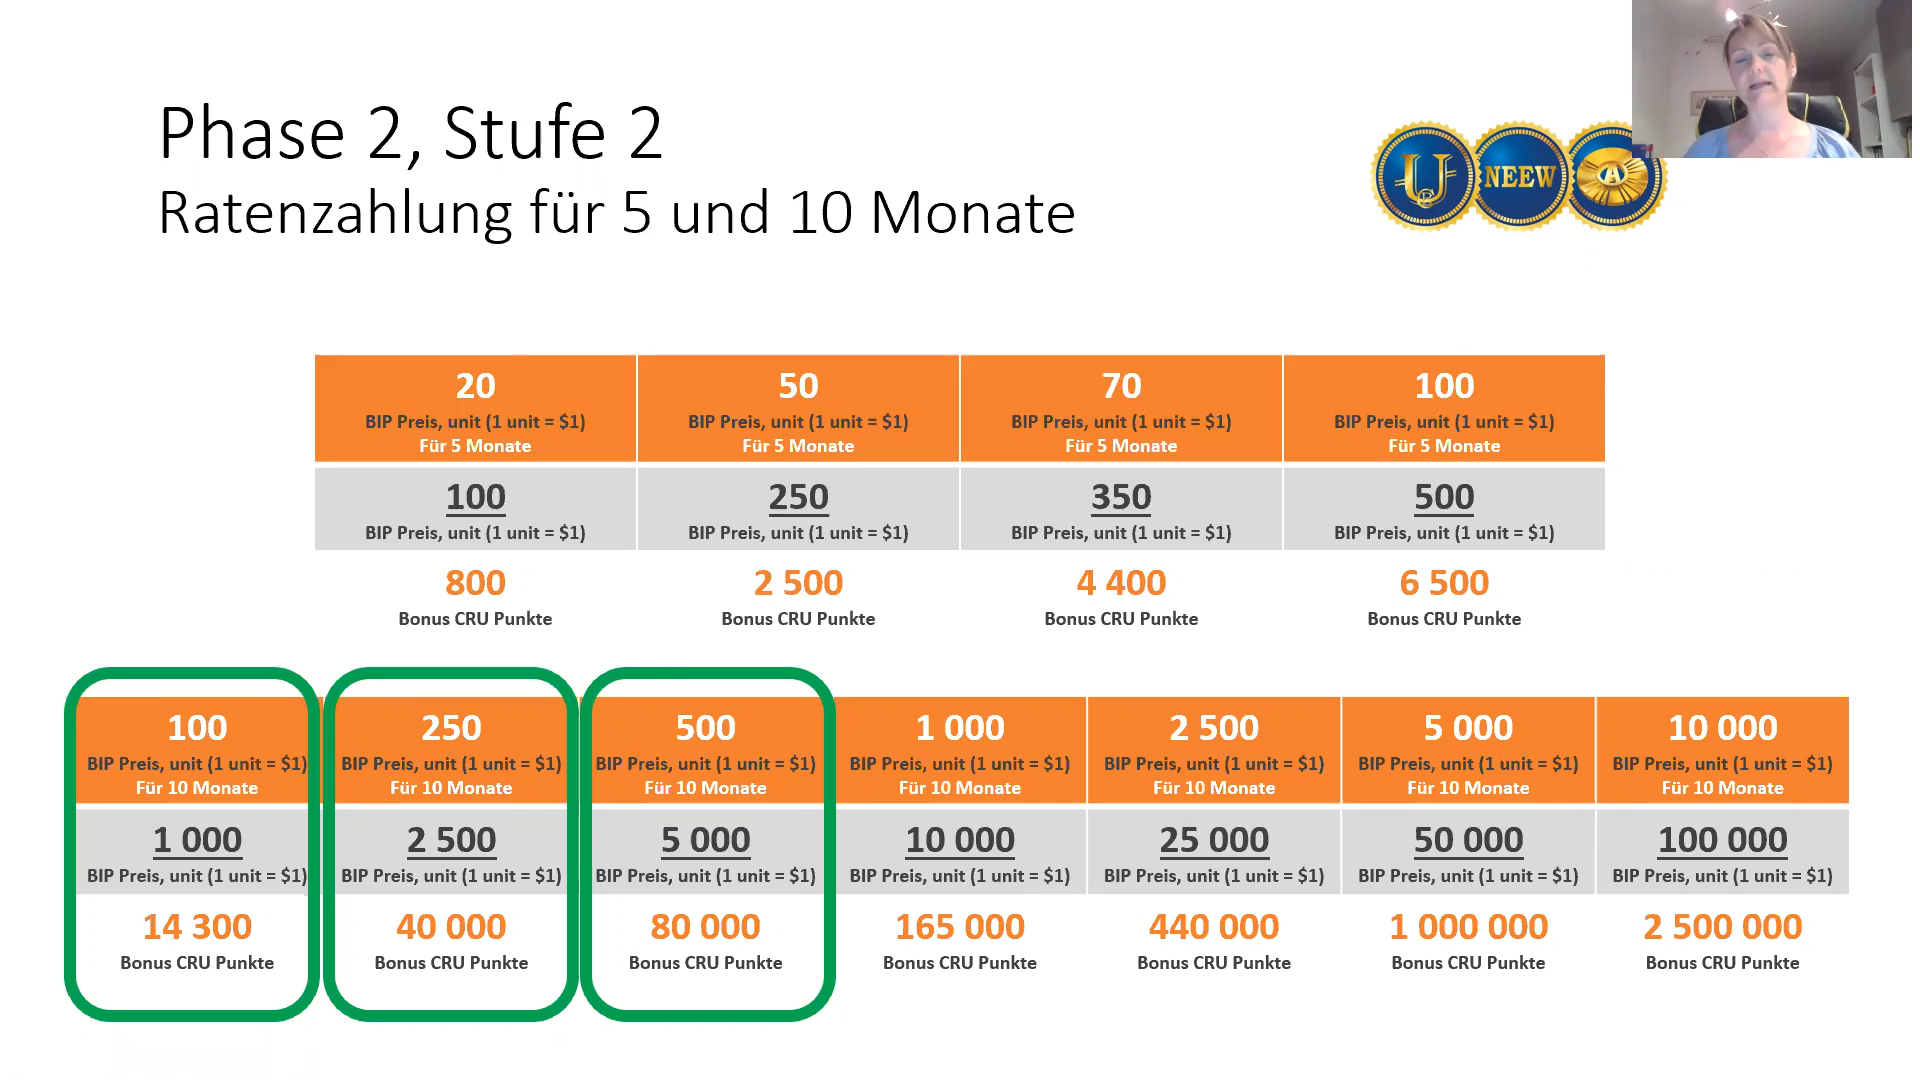 Phase 2, Stufe 2
Ratenzahlung für 5 und 10 Monate
NEEW
A
20 50 70 100
BIP Preis, unit (1 unit = $1) BIP Preis, unit (1 unit = $1) BIP Preis, unit (1 unit = $1) BIP Preis, unit (1 unit = $1)
Für 5 Monate Für 5 Monate Für 5 Monate Für 5 Monate
100 250 350 500
BIP Preis, unit (1 unit = $1) BIP Preis, unit (1 unit = $1) BIP Preis, unit (1 unit = $1) BIP Preis, unit (1 unit = $1)
800 2 500 4 400 6 500
Bonus CRU Punkte Bonus CRU Punkte Bonus CRU Punkte Bonus CRU Punkte
100 250 500 1 000 2 500 5 000 10 000
BIP Preis, unit (1 unit = $1) BIP Preis, unit (1 unit = $1) BIP Preis, unit (1 unit = $1) BIP Preis, unit (1 unit = $1) BIP Preis, unit (1 unit = $1) BIP Preis, unit (1 unit = $1) BIP Preis, unit (1 unit = $1)
Für 10 Monate Für 10 Monate Für 10 Monate Für 10 Monate Für 10 Monate Für 10 Monate Für 10 Monate
1 000 2 500 5 000 10 000 25 000 50 000 100 000
BIP Preis, unit (1 unit = $1) BIP Preis, unit (1 unit = $1) BIP Preis, unit (1 unit = $1) BIP Preis, unit (1 unit = $1) BIP Preis, unit (1 unit = $1) BIP Preis, unit (1 unit = $1) BIP Preis, unit (1 unit = $1)
14 300 40 000 80 000 165 000 440 000 1 000 000 2 500 000
Bonus CRU Punkte Bonus CRU Punkte Bonus CRU Punkte Bonus CRU Punkte Bonus CRU Punkte Bonus CRU Punkte Bonus CRU Punkte